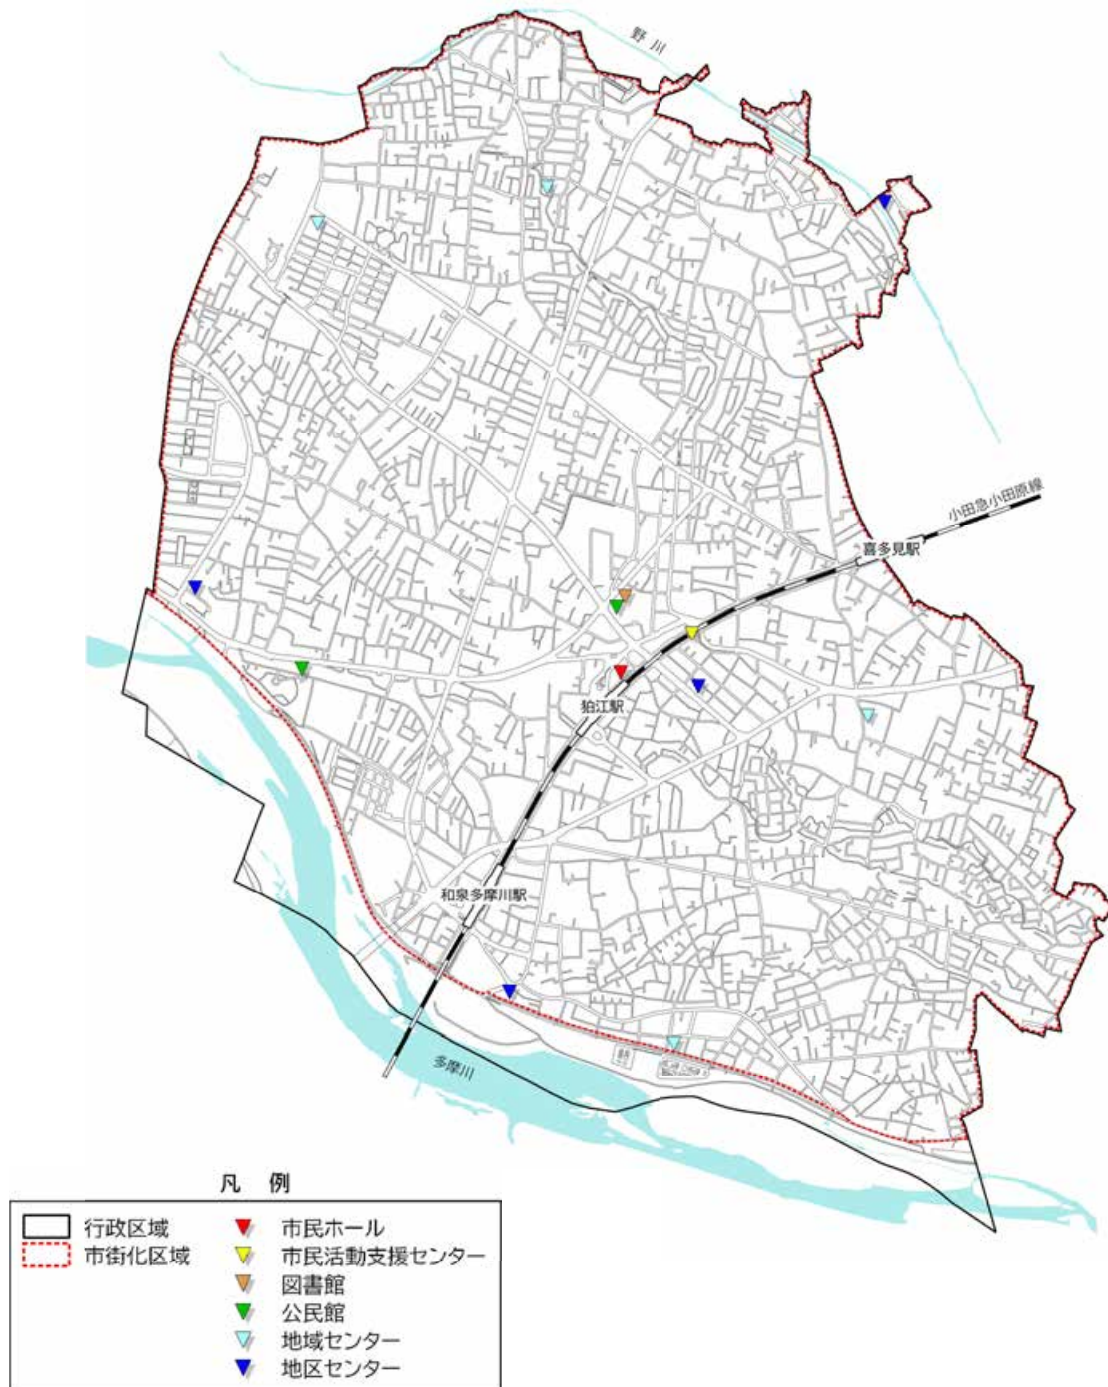 野川
小田急小田原線
喜多見駅
狛江駅
和泉多摩川駅
多摩川
凡 例
行政区域
市街化区域
市民ホール
市民活動支援センター
図書館
公民館
地域センター
地区センター